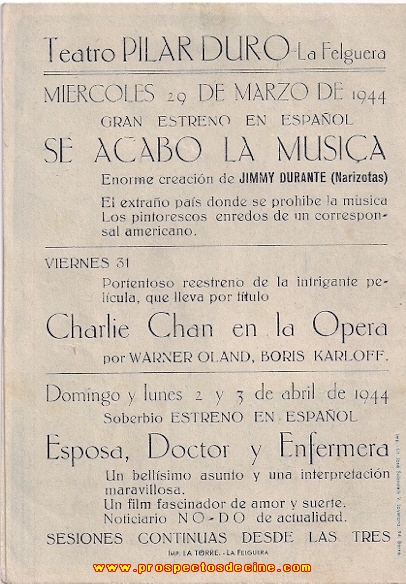 Teatro PILAR DURO-La Felguera
MIERCOLES 29 DE MARZO DE 1944
GRAN ESTRENO EN ESPAÑOL
SE ACABO LA MUSICA
Enorme creación de JIMMY DURANTE (Narizotas)
El extraño país donde se prohibe la música
Los pintorescos enredos de un correspon-
sal americano.
VIERNES 31
Portentoso reestreno de la intrigante pe-
lícula, que lleva por título
Charlie Chan en la Opera
por WARNER OLAND, BORIS KARLOFF.
Domingo y lunes 2 y 3 de abril de 1944
Soberbio ESTRENO EN ESPAÑOL
Esposa, Doctor y Enfermera
Un bellísimo asunto y una interpretación
maravillosa.
Un film fascinador de amor y suerte.
Noticiario NO-DO de actualidad.
SESIONES CONTINUAS DESDE LAS TRES
IMP. LA TORRE.-LA FELGUERA
www.prospectosdecine.com